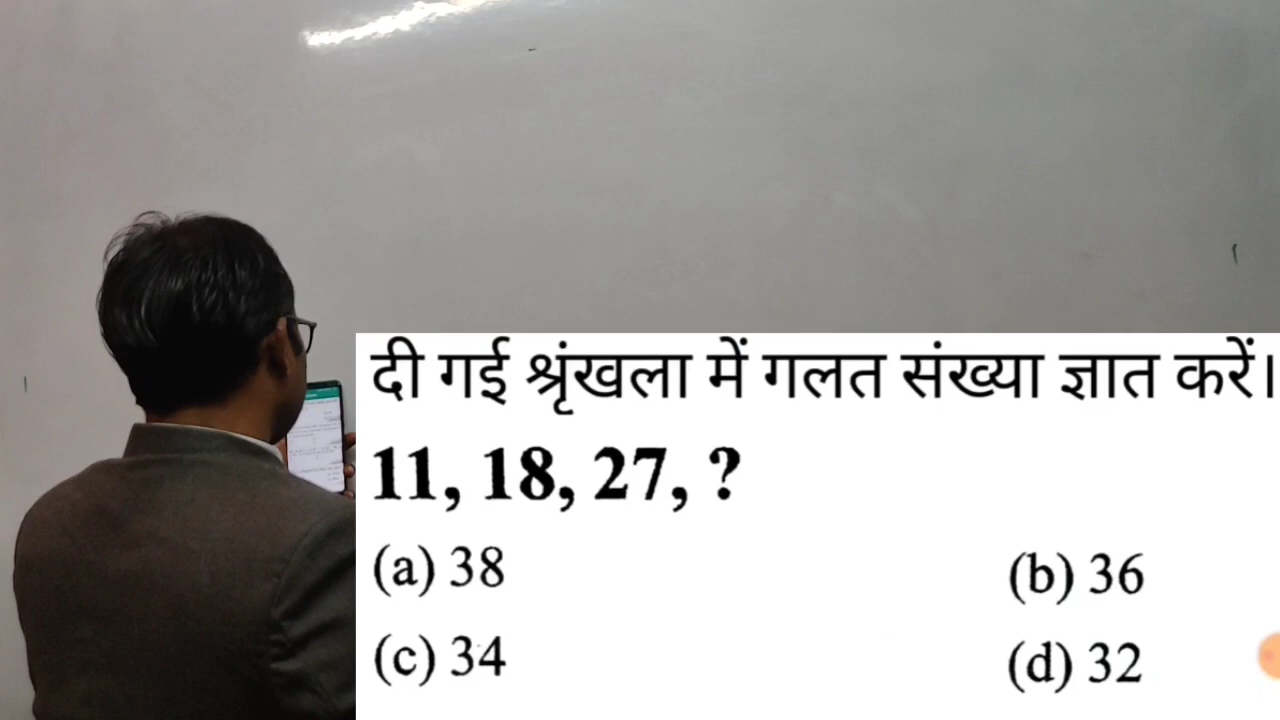 दी गई श्रृंखला में गलत संख्या ज्ञात करें।
11, 18, 27, ?
(a) 38 (b) 36
(c) 34 (d) 32